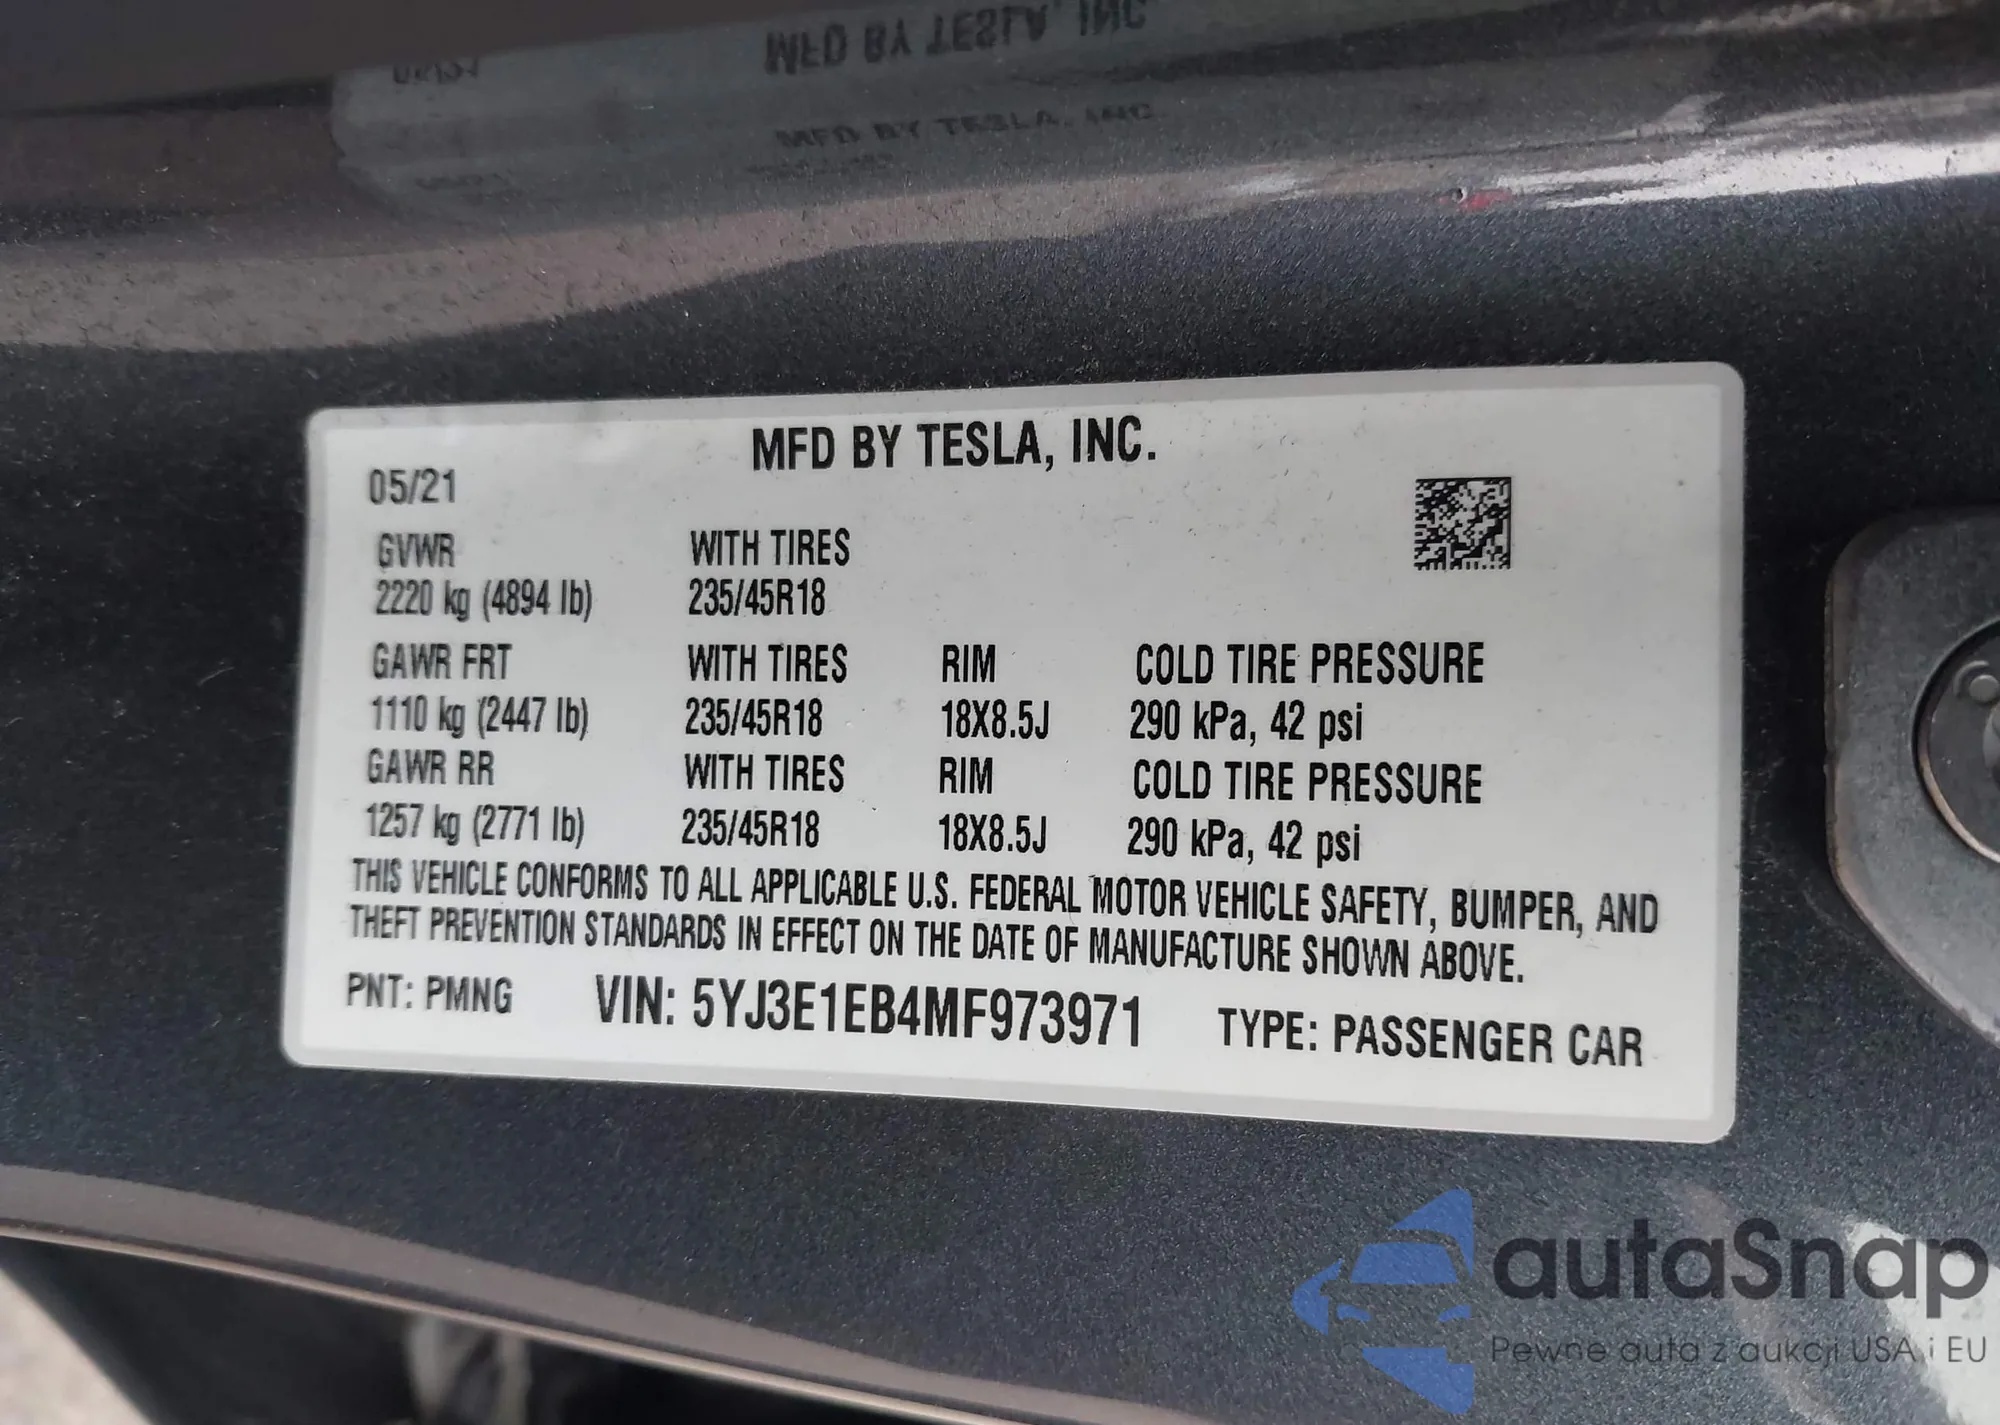 MFD BY TESLA, INC.
05/21
MFD BY TESLA, INC.
MFD BY TESLA, INC.
05/21
GVWR WITH TIRES
2220 kg (4894 lb) 235/45R18
GAWR FRT WITH TIRES RIM COLD TIRE PRESSURE
1110 kg (2447 lb) 235/45R18 18X8.5J 290 kPa, 42 psi
GAWR RR WITH TIRES RIM COLD TIRE PRESSURE
1257 kg (2771 lb) 235/45R18 18X8.5J 290 kPa, 42 psi
THIS VEHICLE CONFORMS TO ALL APPLICABLE U.S. FEDERAL MOTOR VEHICLE SAFETY, BUMPER, AND
THEFT PREVENTION STANDARDS IN EFFECT ON THE DATE OF MANUFACTURE SHOWN ABOVE.
PNT: PMNG VIN: 5YJ3E1EB4MF973971 TYPE: PASSENGER CAR
autaSnap
Pewne auta z aukcji USA i EU